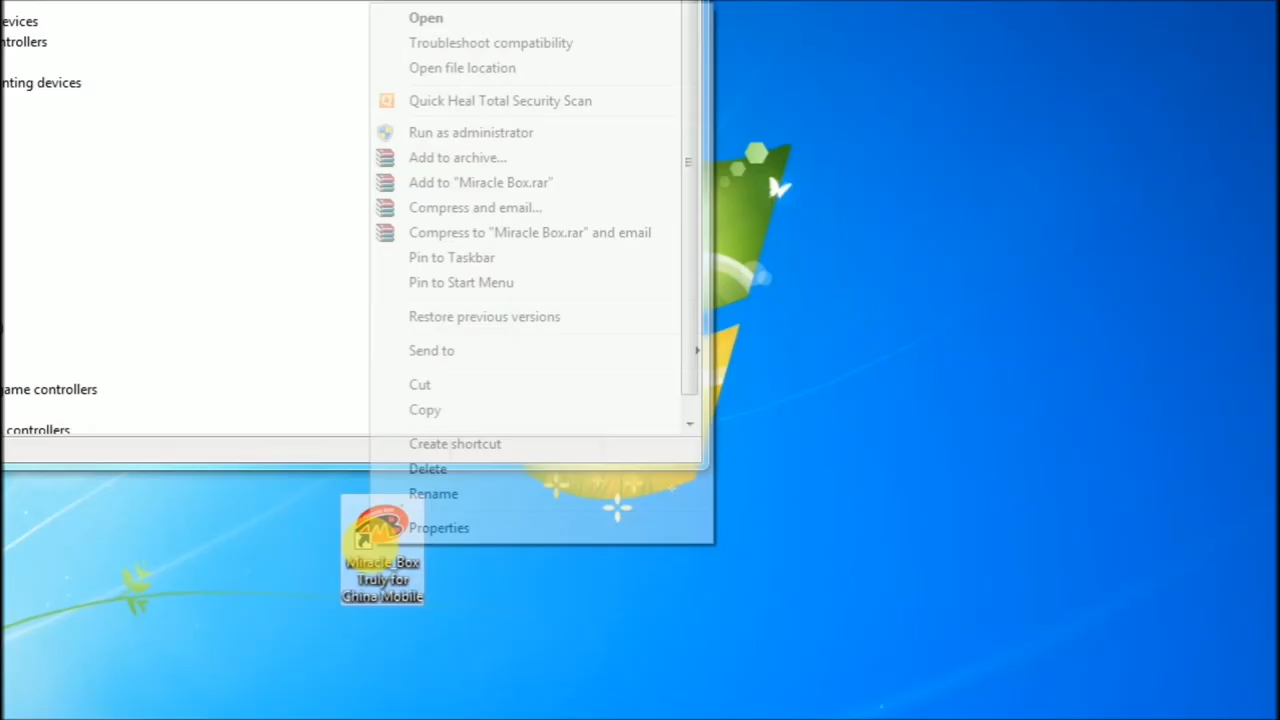 evices
ntrollers
nting devices
ame controllers
controllers
Open
Troubleshoot compatibility
Open file location
Quick Heal Total Security Scan
Run as administrator
Add to archive...
Add to "Miracle Box.rar"
Compress and email...
Compress to "Miracle Box.rar" and email
Pin to Taskbar
Pin to Start Menu
Restore previous versions
Send to
Cut
Copy
Create shortcut
Delete
Rename
Properties
Miracle_Box
Truly for
China Mobile